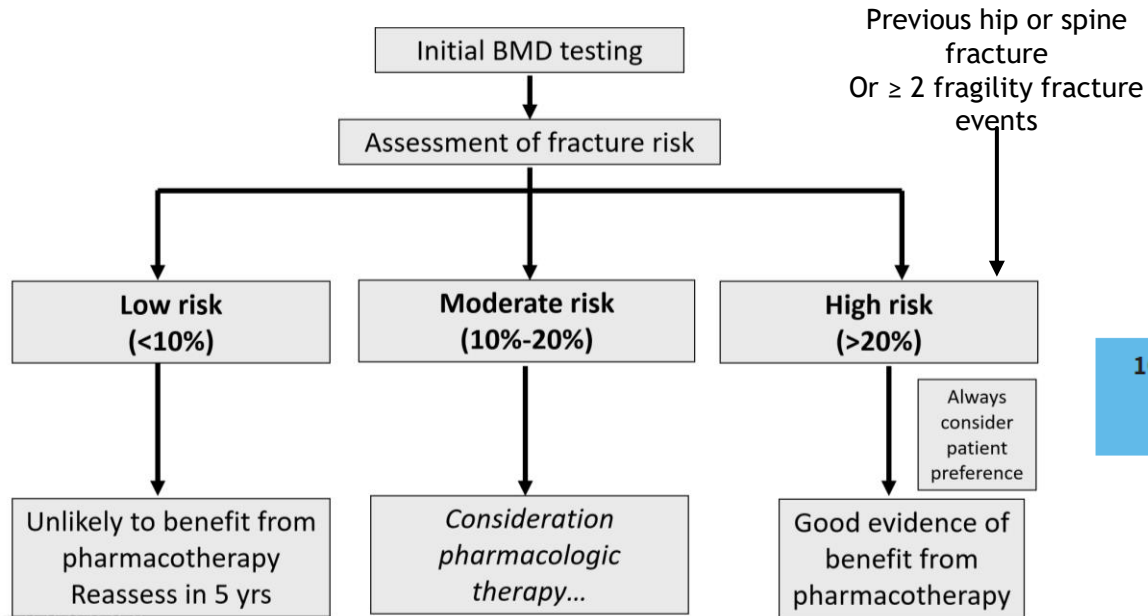 Previous hip or spine
fracture
Or ≥ 2 fragility fracture
events
Initial BMD testing
Assessment of fracture risk
Low risk
(<10%)
Moderate risk
(10%-20%)
High risk
(>20%)
1
Always
consider
patient
preference
Unlikely to benefit from
pharmacotherapy
Reassess in 5 yrs
Consideration
pharmacologic
therapy...
Good evidence of
benefit from
pharmacotherapy